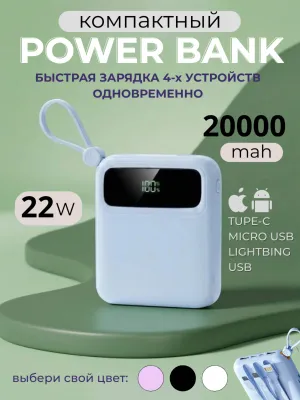 компактный
POWER BANK
БЫСТРАЯ ЗАРЯДКА 4-х УСТРОЙСТВ
ОДНОВРЕМЕННО
20000
mah
100%
22W
TUPE-C
MICRO USB
LIGHTBING
USB
выбери свой цвет: